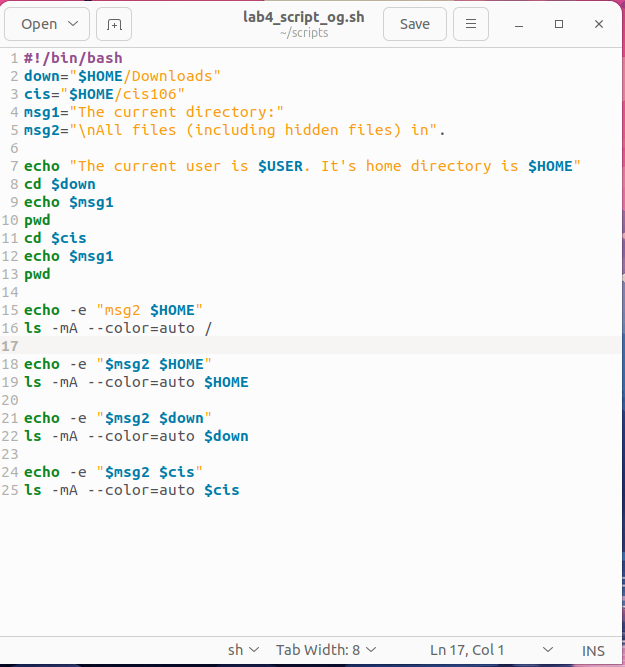 Open
lab4_script_og.sh
~/scripts
Save
1 #!/bin/bash
2 down="$HOME/Downloads"
3 cis="$HOME/cis106"
4 msg1="The current directory:"
5 msg2="\nAll files (including hidden files) in".
6
7 echo "The current user is $USER. It's home directory is $HOME"
8 cd $down
9 echo $msg1
10 pwd
11 cd $cis
12 echo $msg1
13 pwd
14
15 echo -e "msg2 $HOME"
16 ls -mA --color=auto /
17
18 echo -e "$msg2 $HOME"
19 ls -mA --color=auto $HOME
20
21 echo -e "$msg2 $down"
22 ls -mA --color=auto $down
23
24 echo -e "$msg2 $cis"
25 ls -mA --color=auto $cis
sh Tab Width: 8 Ln 17, Col 1 INS